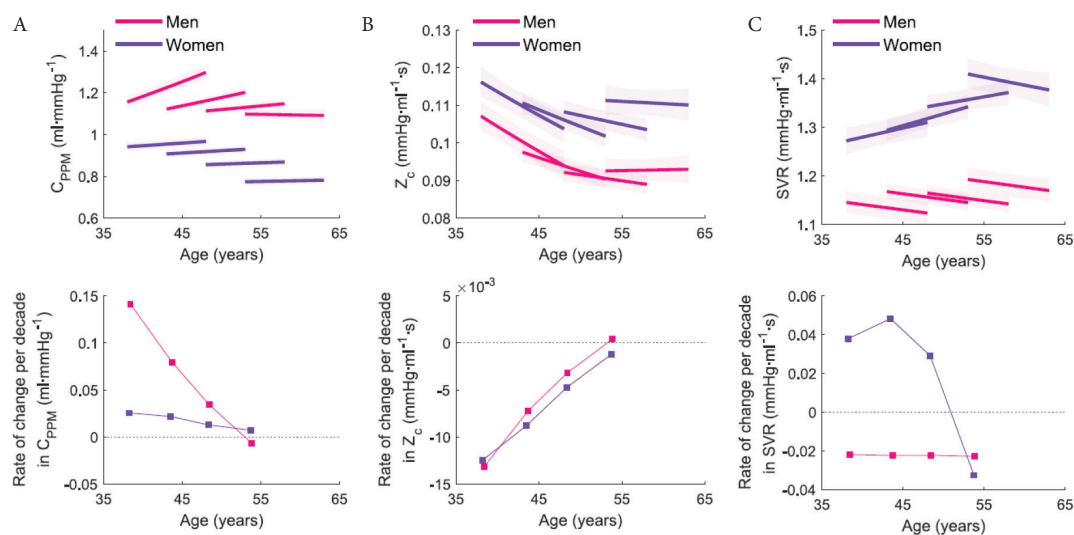 A
Men
Women
C_PPM (ml·mmHg⁻¹)
1.4
1.2
1
0.8
0.6
35
45
55
65
Age (years)
B
Men
Women
Z_c (mmHg·ml⁻¹·s)
0.13
0.12
0.11
0.10
0.09
0.08
35
45
55
65
Age (years)
C
Men
Women
SVR (mmHg·ml⁻¹·s)
1.5
1.4
1.3
1.2
1.1
35
45
55
65
Age (years)
Rate of change per decade
in C_PPM (ml·mmHg⁻¹)
0.15
0.1
0.05
0
-0.05
35
45
55
65
Age (years)
Rate of change per decade
in Z_c (mmHg·ml⁻¹·s)
×10⁻³
5
0
-5
-10
-15
35
45
55
65
Age (years)
Rate of change per decade
in SVR (mmHg·ml⁻¹·s)
0.06
0.04
0.02
0
-0.02
-0.04
35
45
55
65
Age (years)